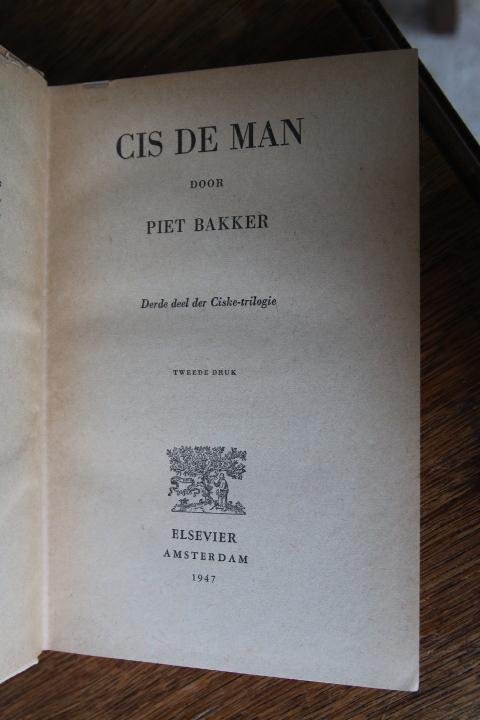 CIS DE MAN
DOOR
PIET BAKKER
Derde deel der Ciske-trilogie
TWEEDE DRUK
ELSEVIER
AMSTERDAM
1947